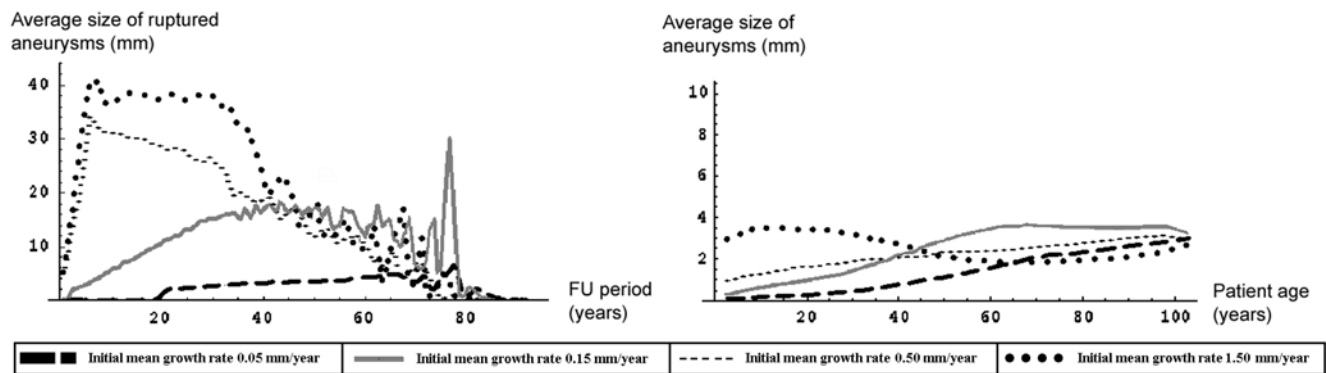 Average size of ruptured
aneurysms (mm)
40
30
20
10
20 40 60 80
FU period
(years)
Average size of
aneurysms (mm)
10
8
6
4
2
20 40 60 80 100
Patient age
(years)
Initial mean growth rate 0.05 mm/year
Initial mean growth rate 0.15 mm/year
Initial mean growth rate 0.50 mm/year
Initial mean growth rate 1.50 mm/year